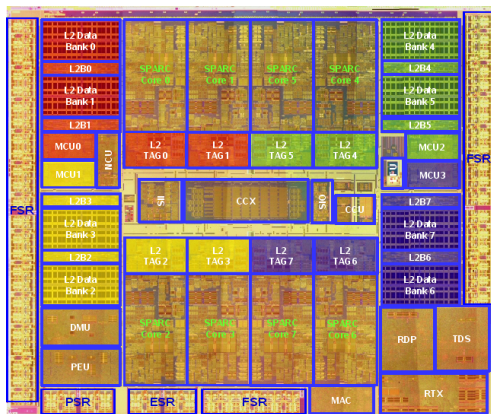 L2 Data
Bank 0
L2B0
L2 Data
Bank 1
L2B1
MCU0
MCU1
NCU
SPARC
Core 0
SPARC
Core 1
SPARC
Core 5
SPARC
Core 4
L2
TAG 0
L2
TAG 1
L2
TAG 5
L2
TAG 4
L2 Data
Bank 4
L2B4
L2 Data
Bank 5
L2B5
MCU2
MCU3
FSR
FSR
SII
CCX
SIO
CCU
L2B3
L2 Data
Bank 3
L2B2
L2 Data
Bank 2
L2
TAG 2
L2
TAG 3
L2
TAG 7
L2
TAG 6
SPARC
Core 2
SPARC
Core 3
SPARC
Core 7
SPARC
Core 6
L2B7
L2 Data
Bank 7
L2B6
L2 Data
Bank 6
DMU
PEU
RDP
TDS
RTX
PSR
ESR
FSR
MAC